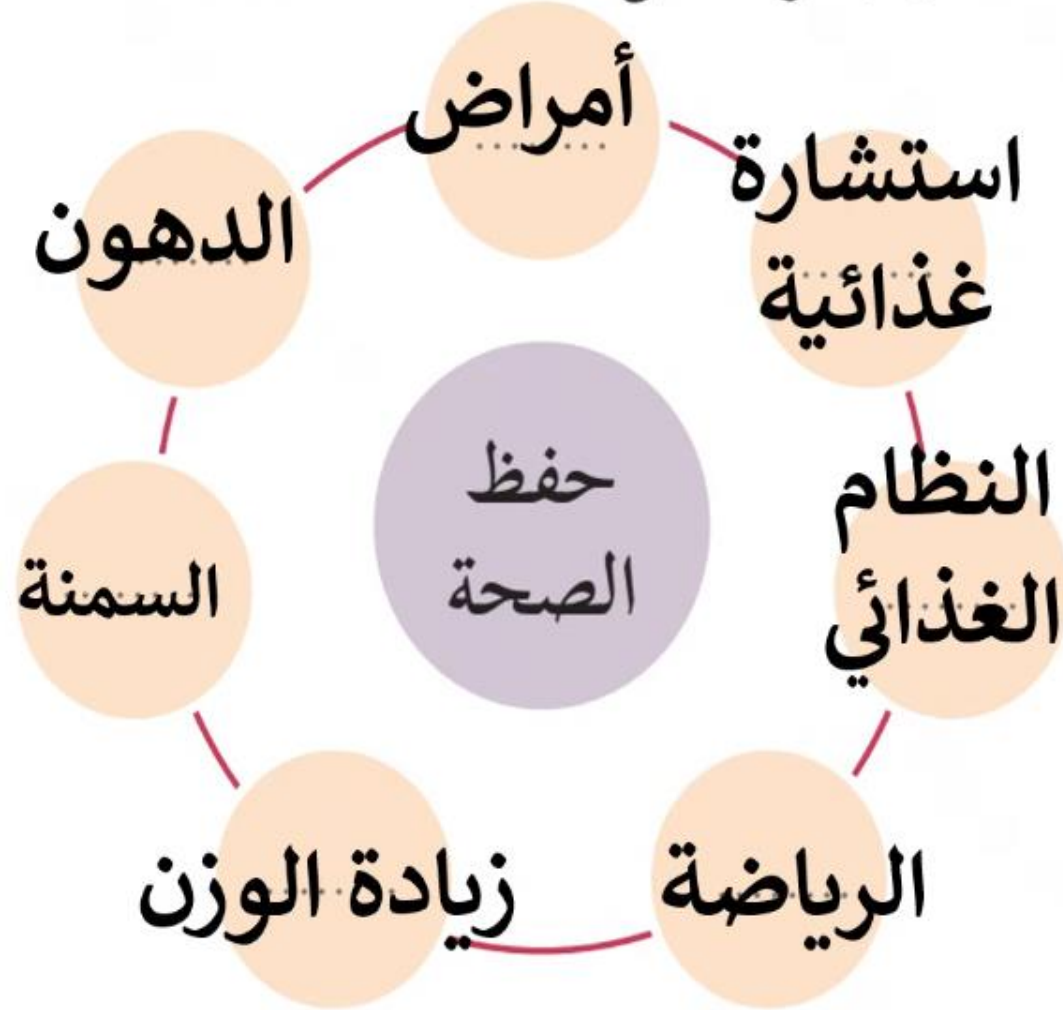 أمراض
استشارة
غذائية
النظام
الغذائي
الرياضة
زيادة الوزن
السمنة
الدهون
حفظ
الصحة